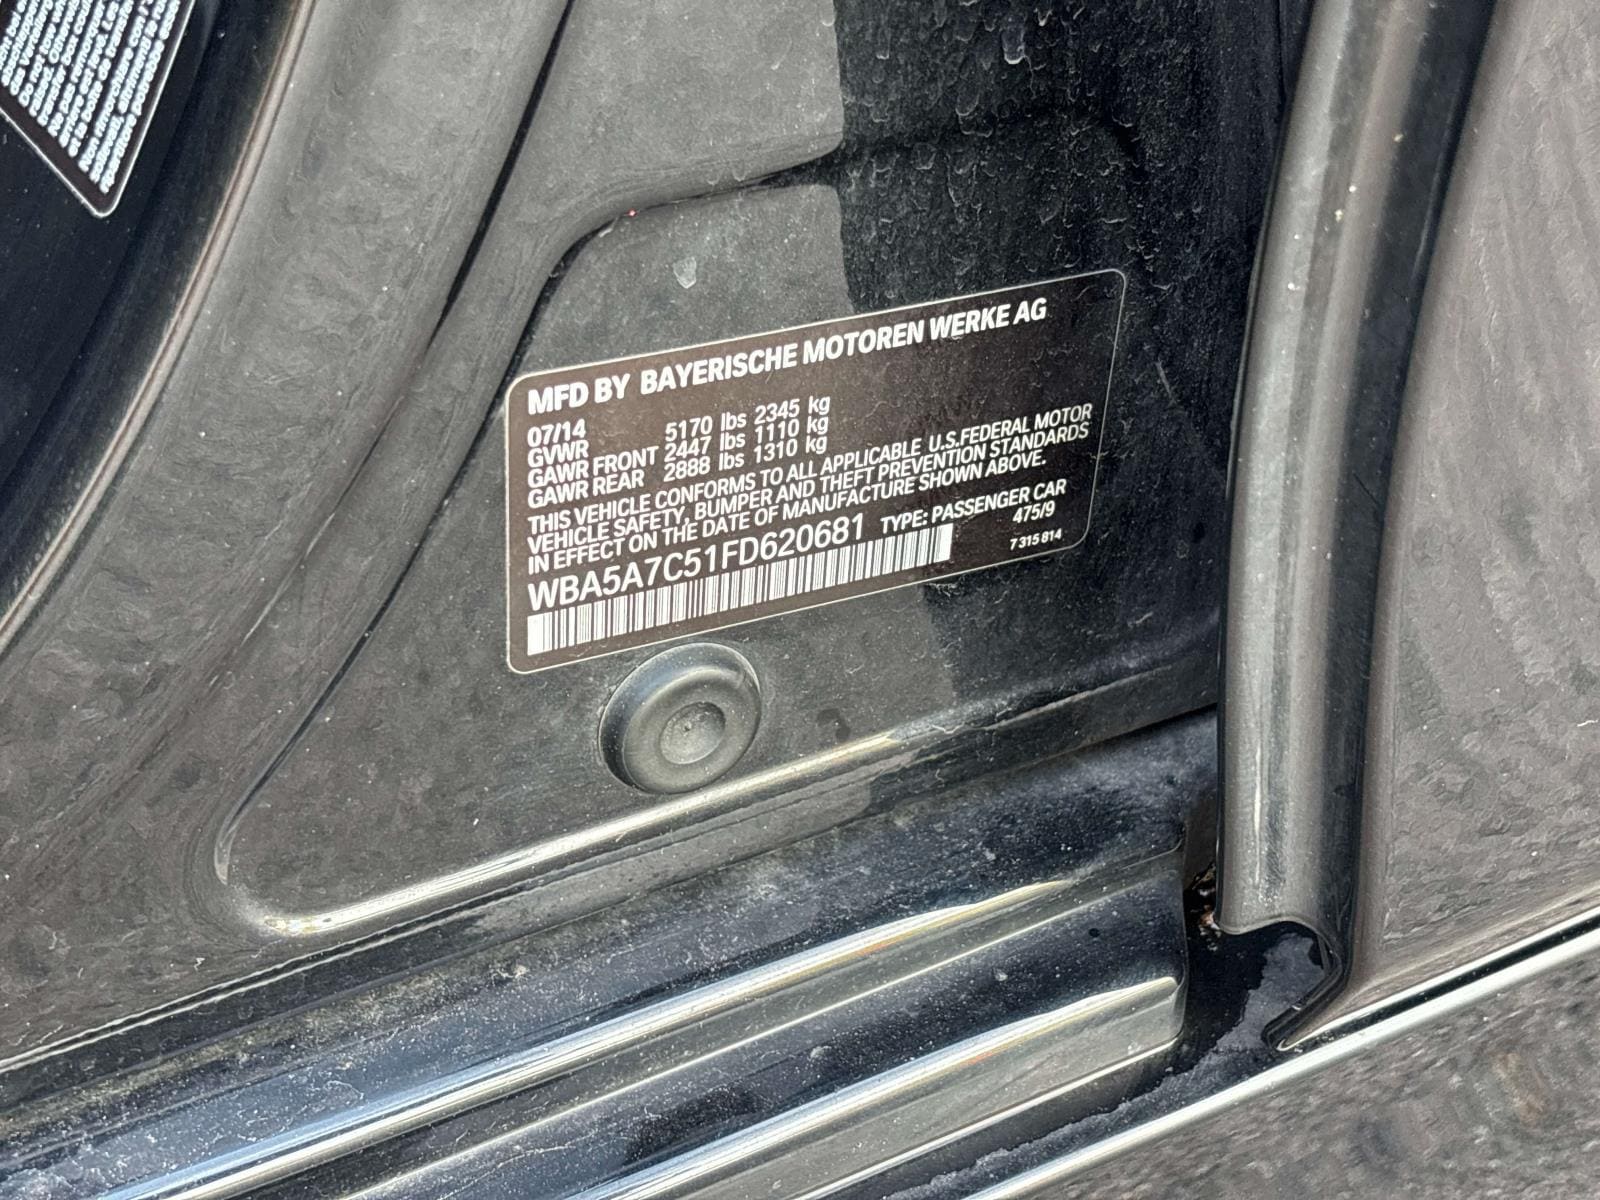 MFD BY BAYERISCHE MOTOREN WERKE AG
07/14
GVWR 5170 lbs 2345 kg
GAWR FRONT 2447 lbs 1110 kg
GAWR REAR 2888 lbs 1310 kg
THIS VEHICLE CONFORMS TO ALL APPLICABLE U.S.FEDERAL MOTOR
VEHICLE SAFETY, BUMPER AND THEFT PREVENTION STANDARDS
IN EFFECT ON THE DATE OF MANUFACTURE SHOWN ABOVE.
WBA5A7C51FD620681 TYPE: PASSENGER CAR
475/9
7 315 814